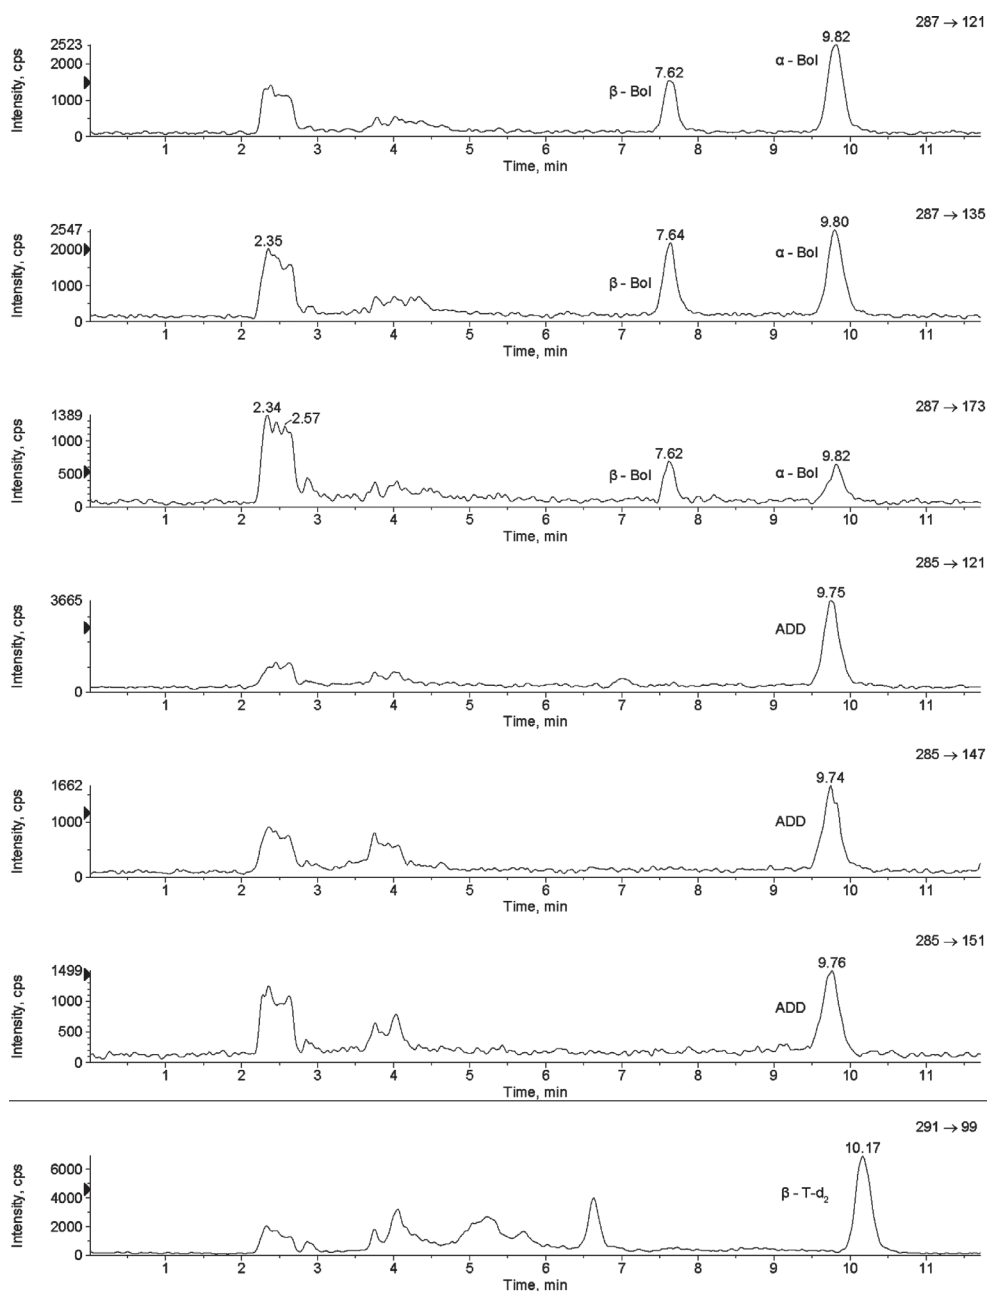 287 → 121
Intensity, cps
2523
2000
1000
0
β - Bol
7.62
α - Bol
9.82
1 2 3 4 5 6 7 8 9 10 11
Time, min
287 → 135
Intensity, cps
2547
2000
1000
0
2.35
β - Bol
7.64
α - Bol
9.80
1 2 3 4 5 6 7 8 9 10 11
Time, min
287 → 173
Intensity, cps
1389
1000
500
0
2.34
2.57
β - Bol
7.62
α - Bol
9.82
1 2 3 4 5 6 7 8 9 10 11
Time, min
285 → 121
Intensity, cps
3665
0
ADD
9.75
1 2 3 4 5 6 7 8 9 10 11
Time, min
285 → 147
Intensity, cps
1662
1000
0
ADD
9.74
1 2 3 4 5 6 7 8 9 10 11
Time, min
285 → 151
Intensity, cps
1499
1000
500
0
ADD
9.76
1 2 3 4 5 6 7 8 9 10 11
Time, min
291 → 99
Intensity, cps
6000
4000
2000
0
β - T-d₂
10.17
1 2 3 4 5 6 7 8 9 10 11
Time, min